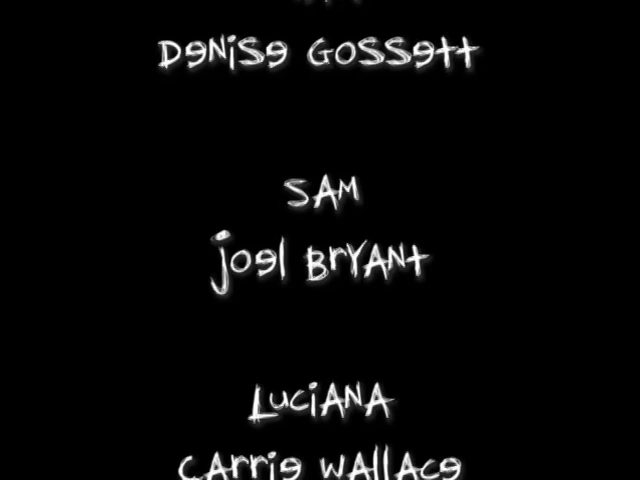 Denise Gossett
SAM
joel BryANt
LuciANA
CArrie WAllAce